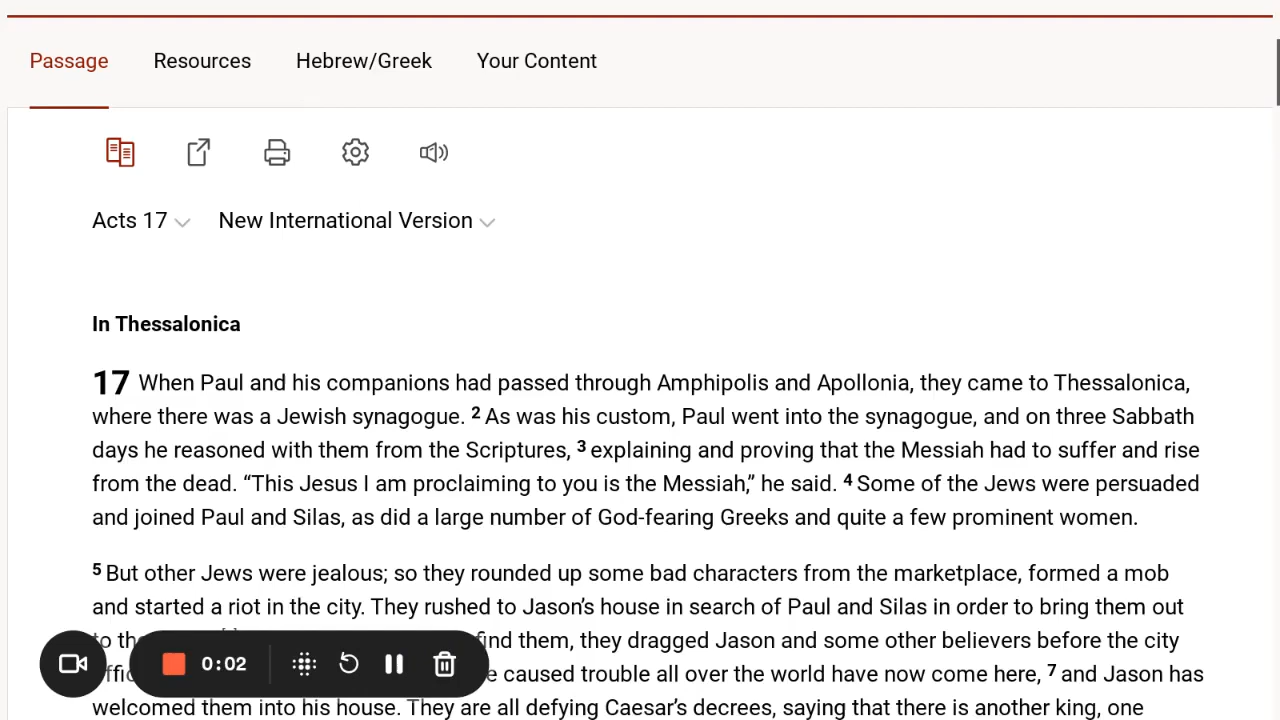 Passage Resources Hebrew/Greek Your Content
Acts 17 New International Version
In Thessalonica
17 When Paul and his companions had passed through Amphipolis and Apollonia, they came to Thessalonica,
where there was a Jewish synagogue. 2 As was his custom, Paul went into the synagogue, and on three Sabbath
days he reasoned with them from the Scriptures, 3 explaining and proving that the Messiah had to suffer and rise
from the dead. “This Jesus I am proclaiming to you is the Messiah,” he said. 4 Some of the Jews were persuaded
and joined Paul and Silas, as did a large number of God-fearing Greeks and quite a few prominent women.
5 But other Jews were jealous; so they rounded up some bad characters from the marketplace, formed a mob
and started a riot in the city. They rushed to Jason’s house in search of Paul and Silas in order to bring them out
to find them, they dragged Jason and some other believers before the city
0:02
caused trouble all over the world have now come here, 7 and Jason has
welcomed them into his house. They are all defying Caesar’s decrees, saying that there is another king, one